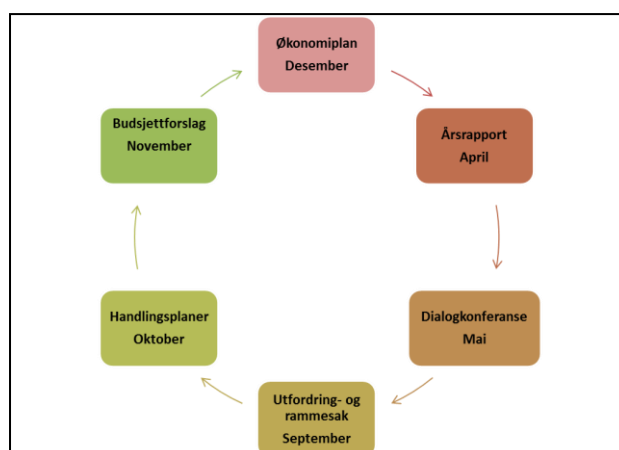 Økonomiplan
Desember
Årsrapport
April
Dialogkonferanse
Mai
Utfordring- og
rammesak
September
Handlingsplaner
Oktober
Budsjettforslag
November